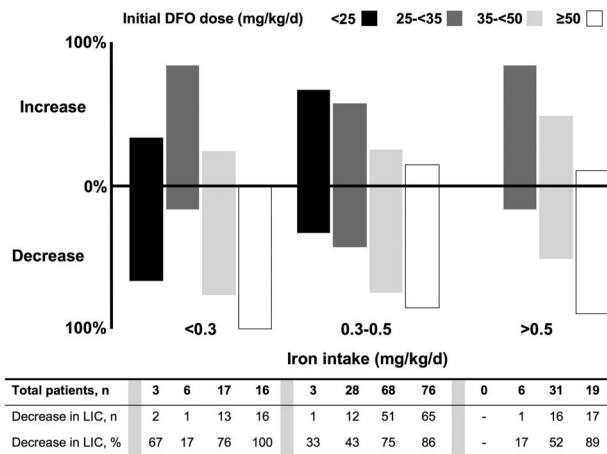 Initial DFO dose (mg/kg/d) <25 25-<35 35-<50 ≥50
100%
Increase
0%
Decrease
100%
<0.3 0.3-0.5 >0.5
Iron intake (mg/kg/d)
Total patients, n 3 6 17 16 3 28 68 76 0 6 31 19
Decrease in LIC, n 2 1 13 16 1 12 51 65 - 1 16 17
Decrease in LIC, % 67 17 76 100 33 43 75 86 - 17 52 89